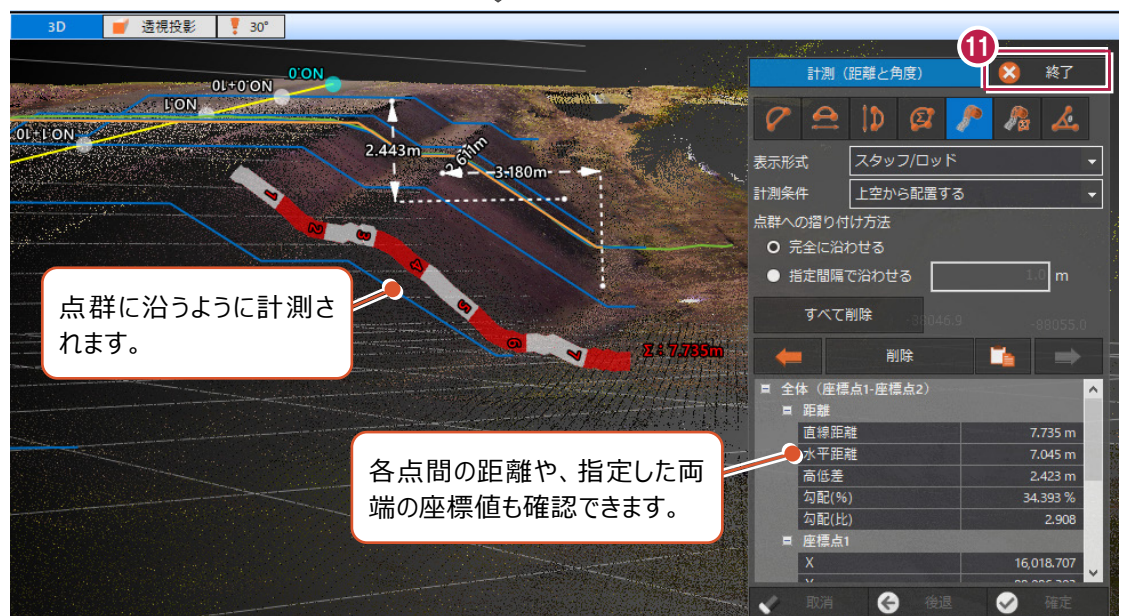 3D 透視投影 30°
⑪
計測（距離と角度） 終了
NO.0
NO.0+10
NO.1
NO.1+10
2.443m
2.611m
3.180m
表示形式 スタッフ/ロッド
計測条件 上空から配置する
点群への摺り付け方法
完全に沿わせる
指定間隔で沿わせる 1.0 m
すべて削除
-88055.0
1
2
3
4
5
6
7
Σ : 7.735m
点群に沿うように計測さ
れます。
削除
全体（座標点1-座標点2）
距離
直線距離 7.735 m
水平距離 7.045 m
高低差 2.423 m
勾配(%) 34.393 %
勾配(比) 2.908
座標点1
X 16,018.707
各点間の距離や、指定した両
端の座標値も確認できます。
取消 後退 確定